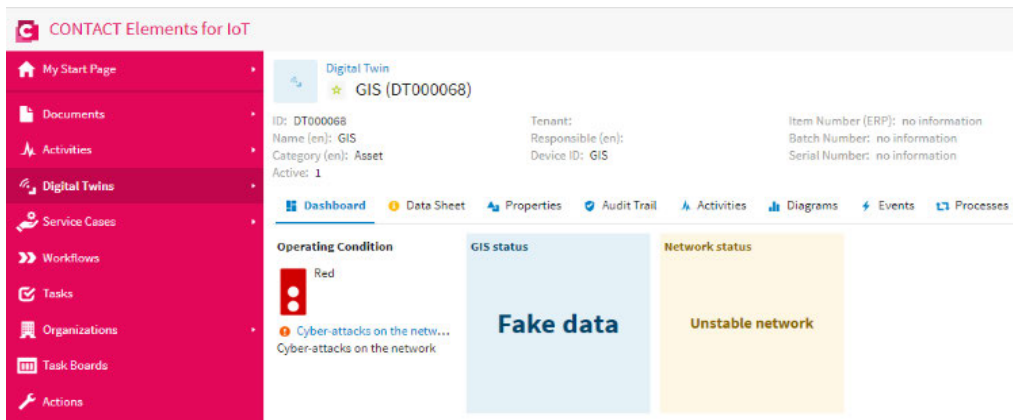 CONTACT Elements for IoT
My Start Page
Documents
Activities
Digital Twins
Service Cases
Workflows
Tasks
Organizations
Task Boards
Actions
Digital Twin
GIS (DT000068)
ID: DT000068
Name (en): GIS
Category (en): Asset
Active: 1
Tenant:
Responsible (en):
Device ID: GIS
Item Number (ERP): no information
Batch Number: no information
Serial Number: no information
Dashboard Data Sheet Properties Audit Trail Activities Diagrams Events Processes
Operating Condition
Red
Cyber-attacks on the netw...
Cyber-attacks on the network
GIS status
Fake data
Network status
Unstable network